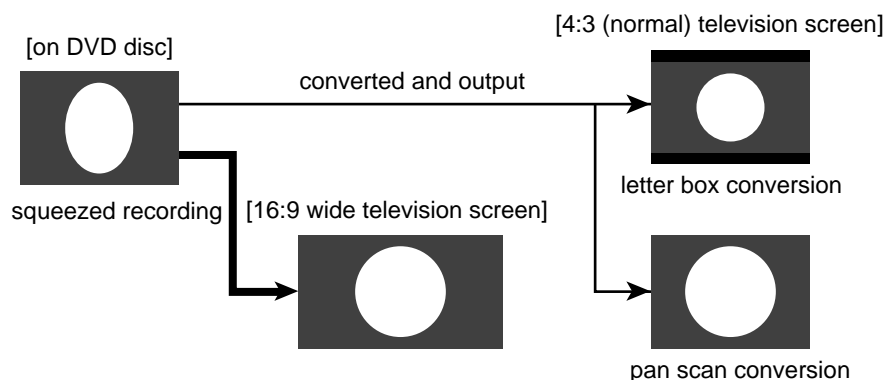 [4:3 (normal) television screen]
[on DVD disc]
converted and output
letter box conversion
squeezed recording
[16:9 wide television screen]
pan scan conversion